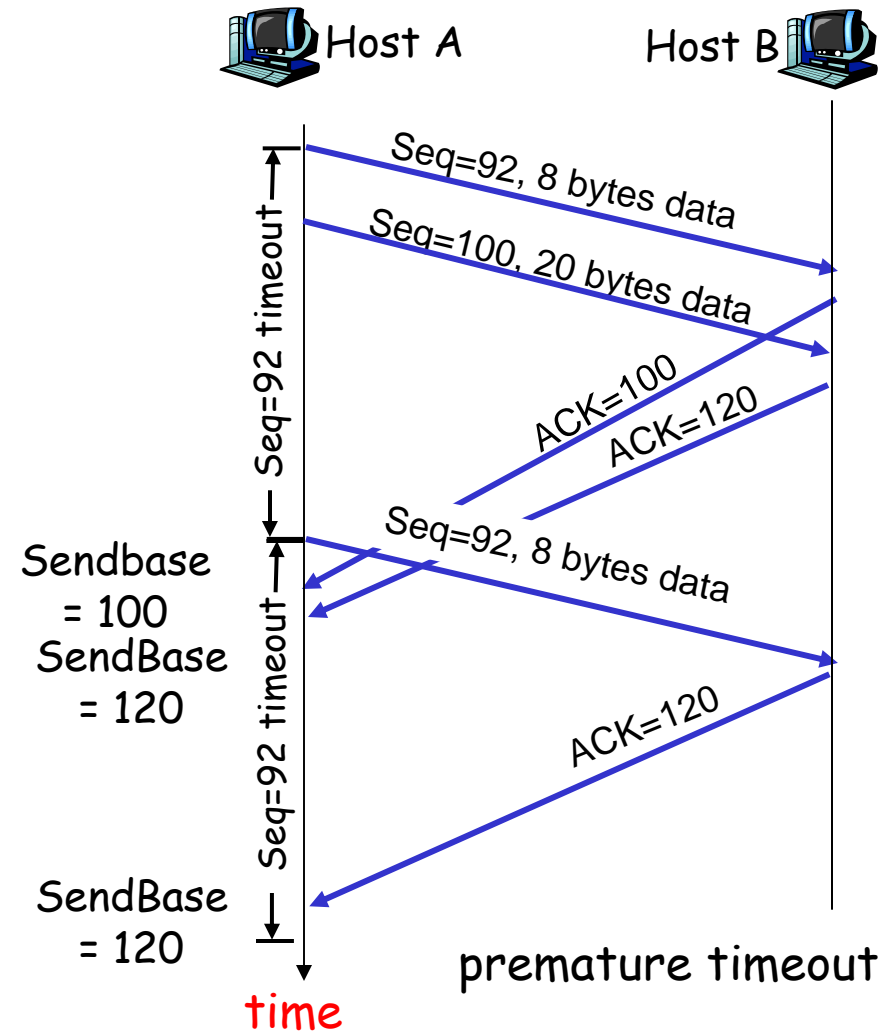 Host A
Host B
Seq=92, 8 bytes data
Seq=100, 20 bytes data
Seq=92 timeout
ACK=100
ACK=120
Seq=92, 8 bytes data
Sendbase
= 100
SendBase
= 120
Seq=92 timeout
ACK=120
SendBase
= 120
premature timeout
time